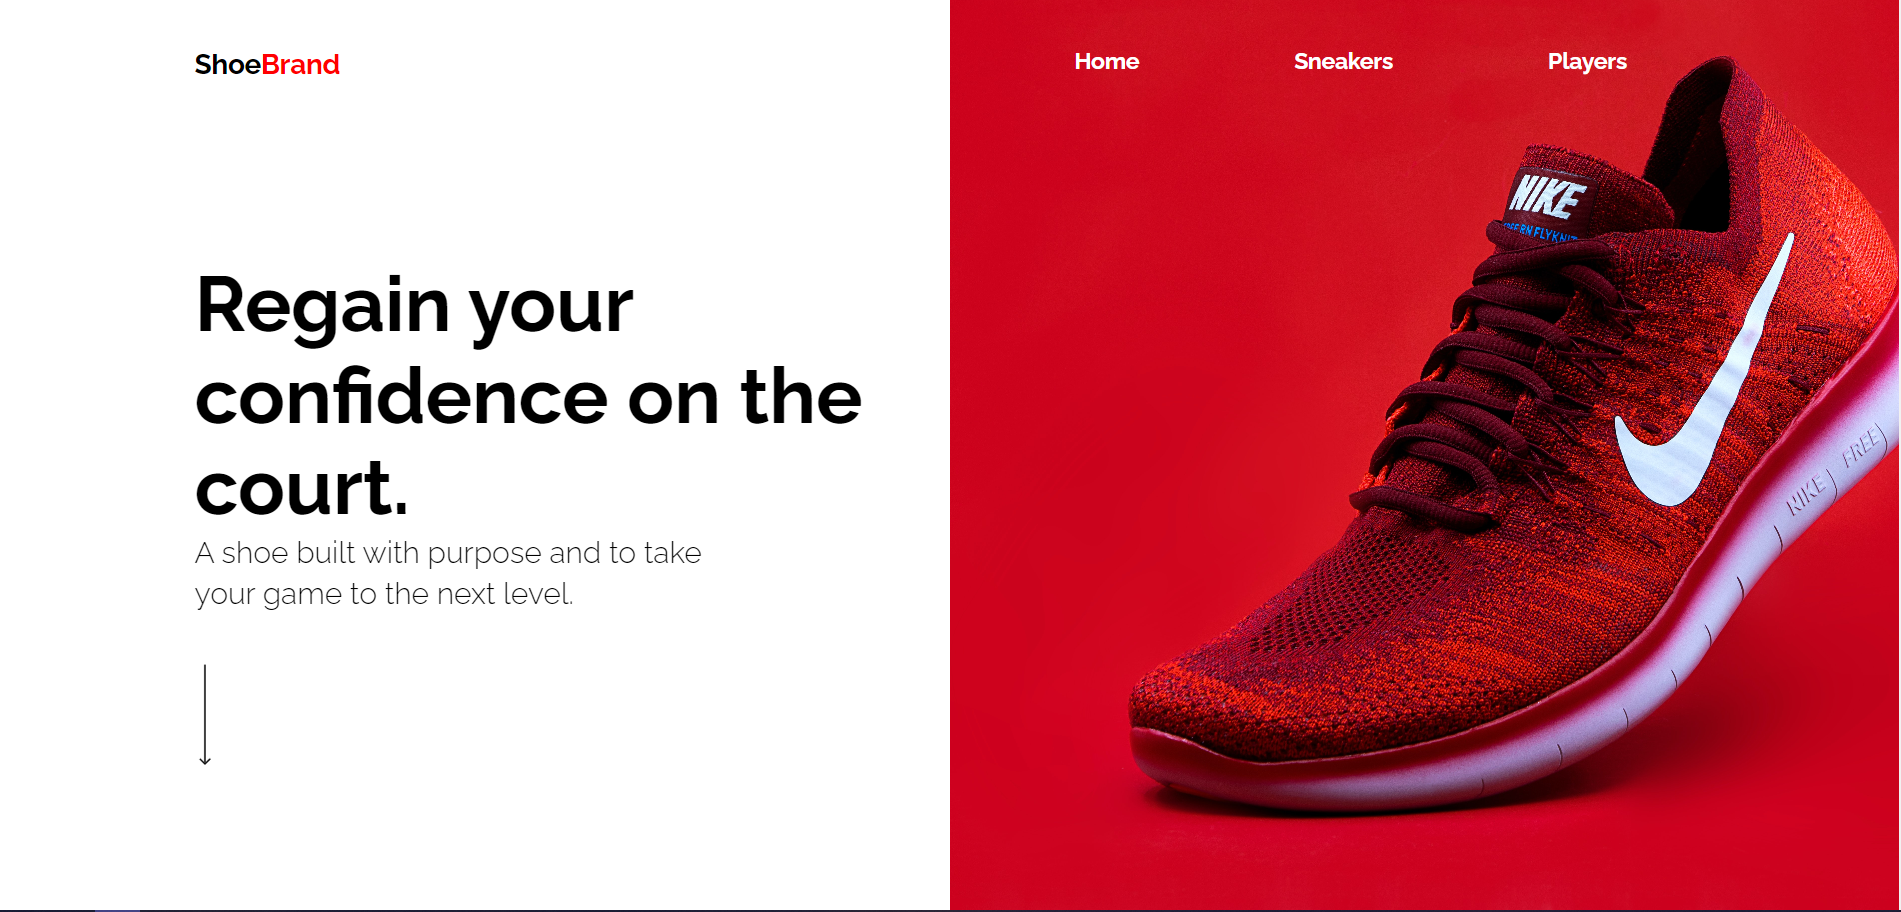 ShoeBrand
Home
Sneakers
Players
Regain your
confidence on the
court.
A shoe built with purpose and to take
your game to the next level.
NIKE
FLYKNIT
NIKE
FREE